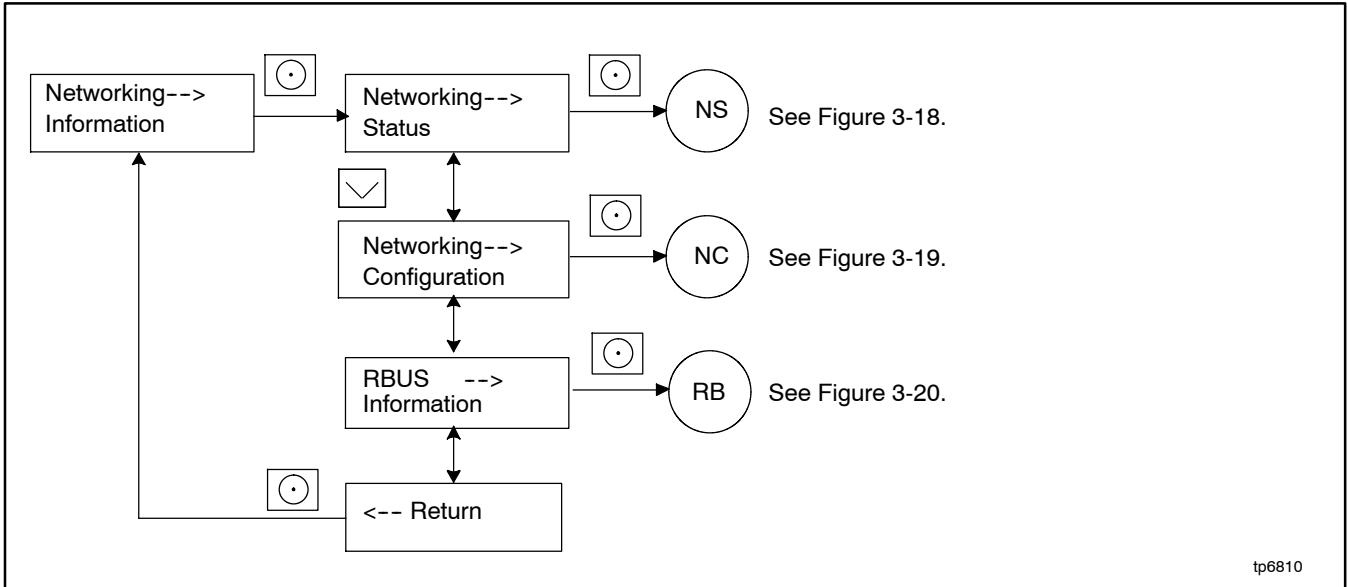 Networking-->
Information
Networking-->
Status
NS
See Figure 3-18.
Networking-->
Configuration
NC
See Figure 3-19.
RBUS -->
Information
RB
See Figure 3-20.
<-- Return
tp6810